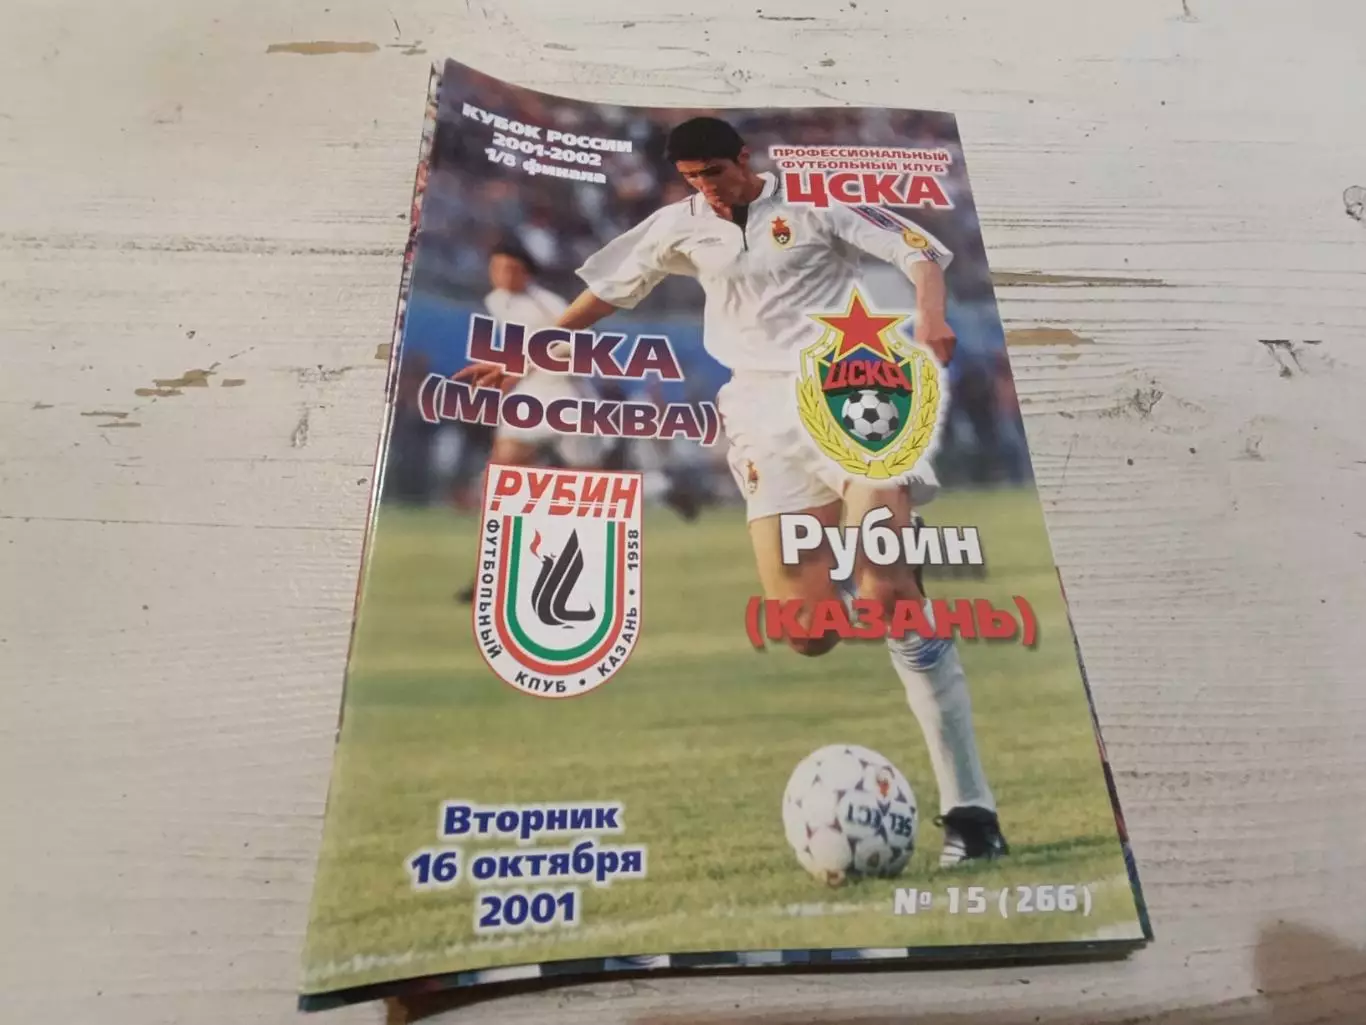 КУБОК РОССИИ
2001-2002
1/8 финала
ПРОФЕССИОНАЛЬНЫЙ
ФУТБОЛЬНЫЙ КЛУБ
ЦСКА
ЦСКА
(МОСКВА)
ЦСКА
РУБИН
ФУТБОЛЬНЫЙ КЛУБ • КАЗАНЬ • 1958
Рубин
(КАЗАНЬ)
SELECT
Вторник
16 октября
2001
№ 15 (266)